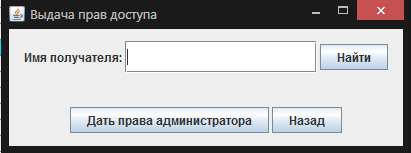 Выдача прав доступа
Имя получателя: Найти
Дать права администратора Назад